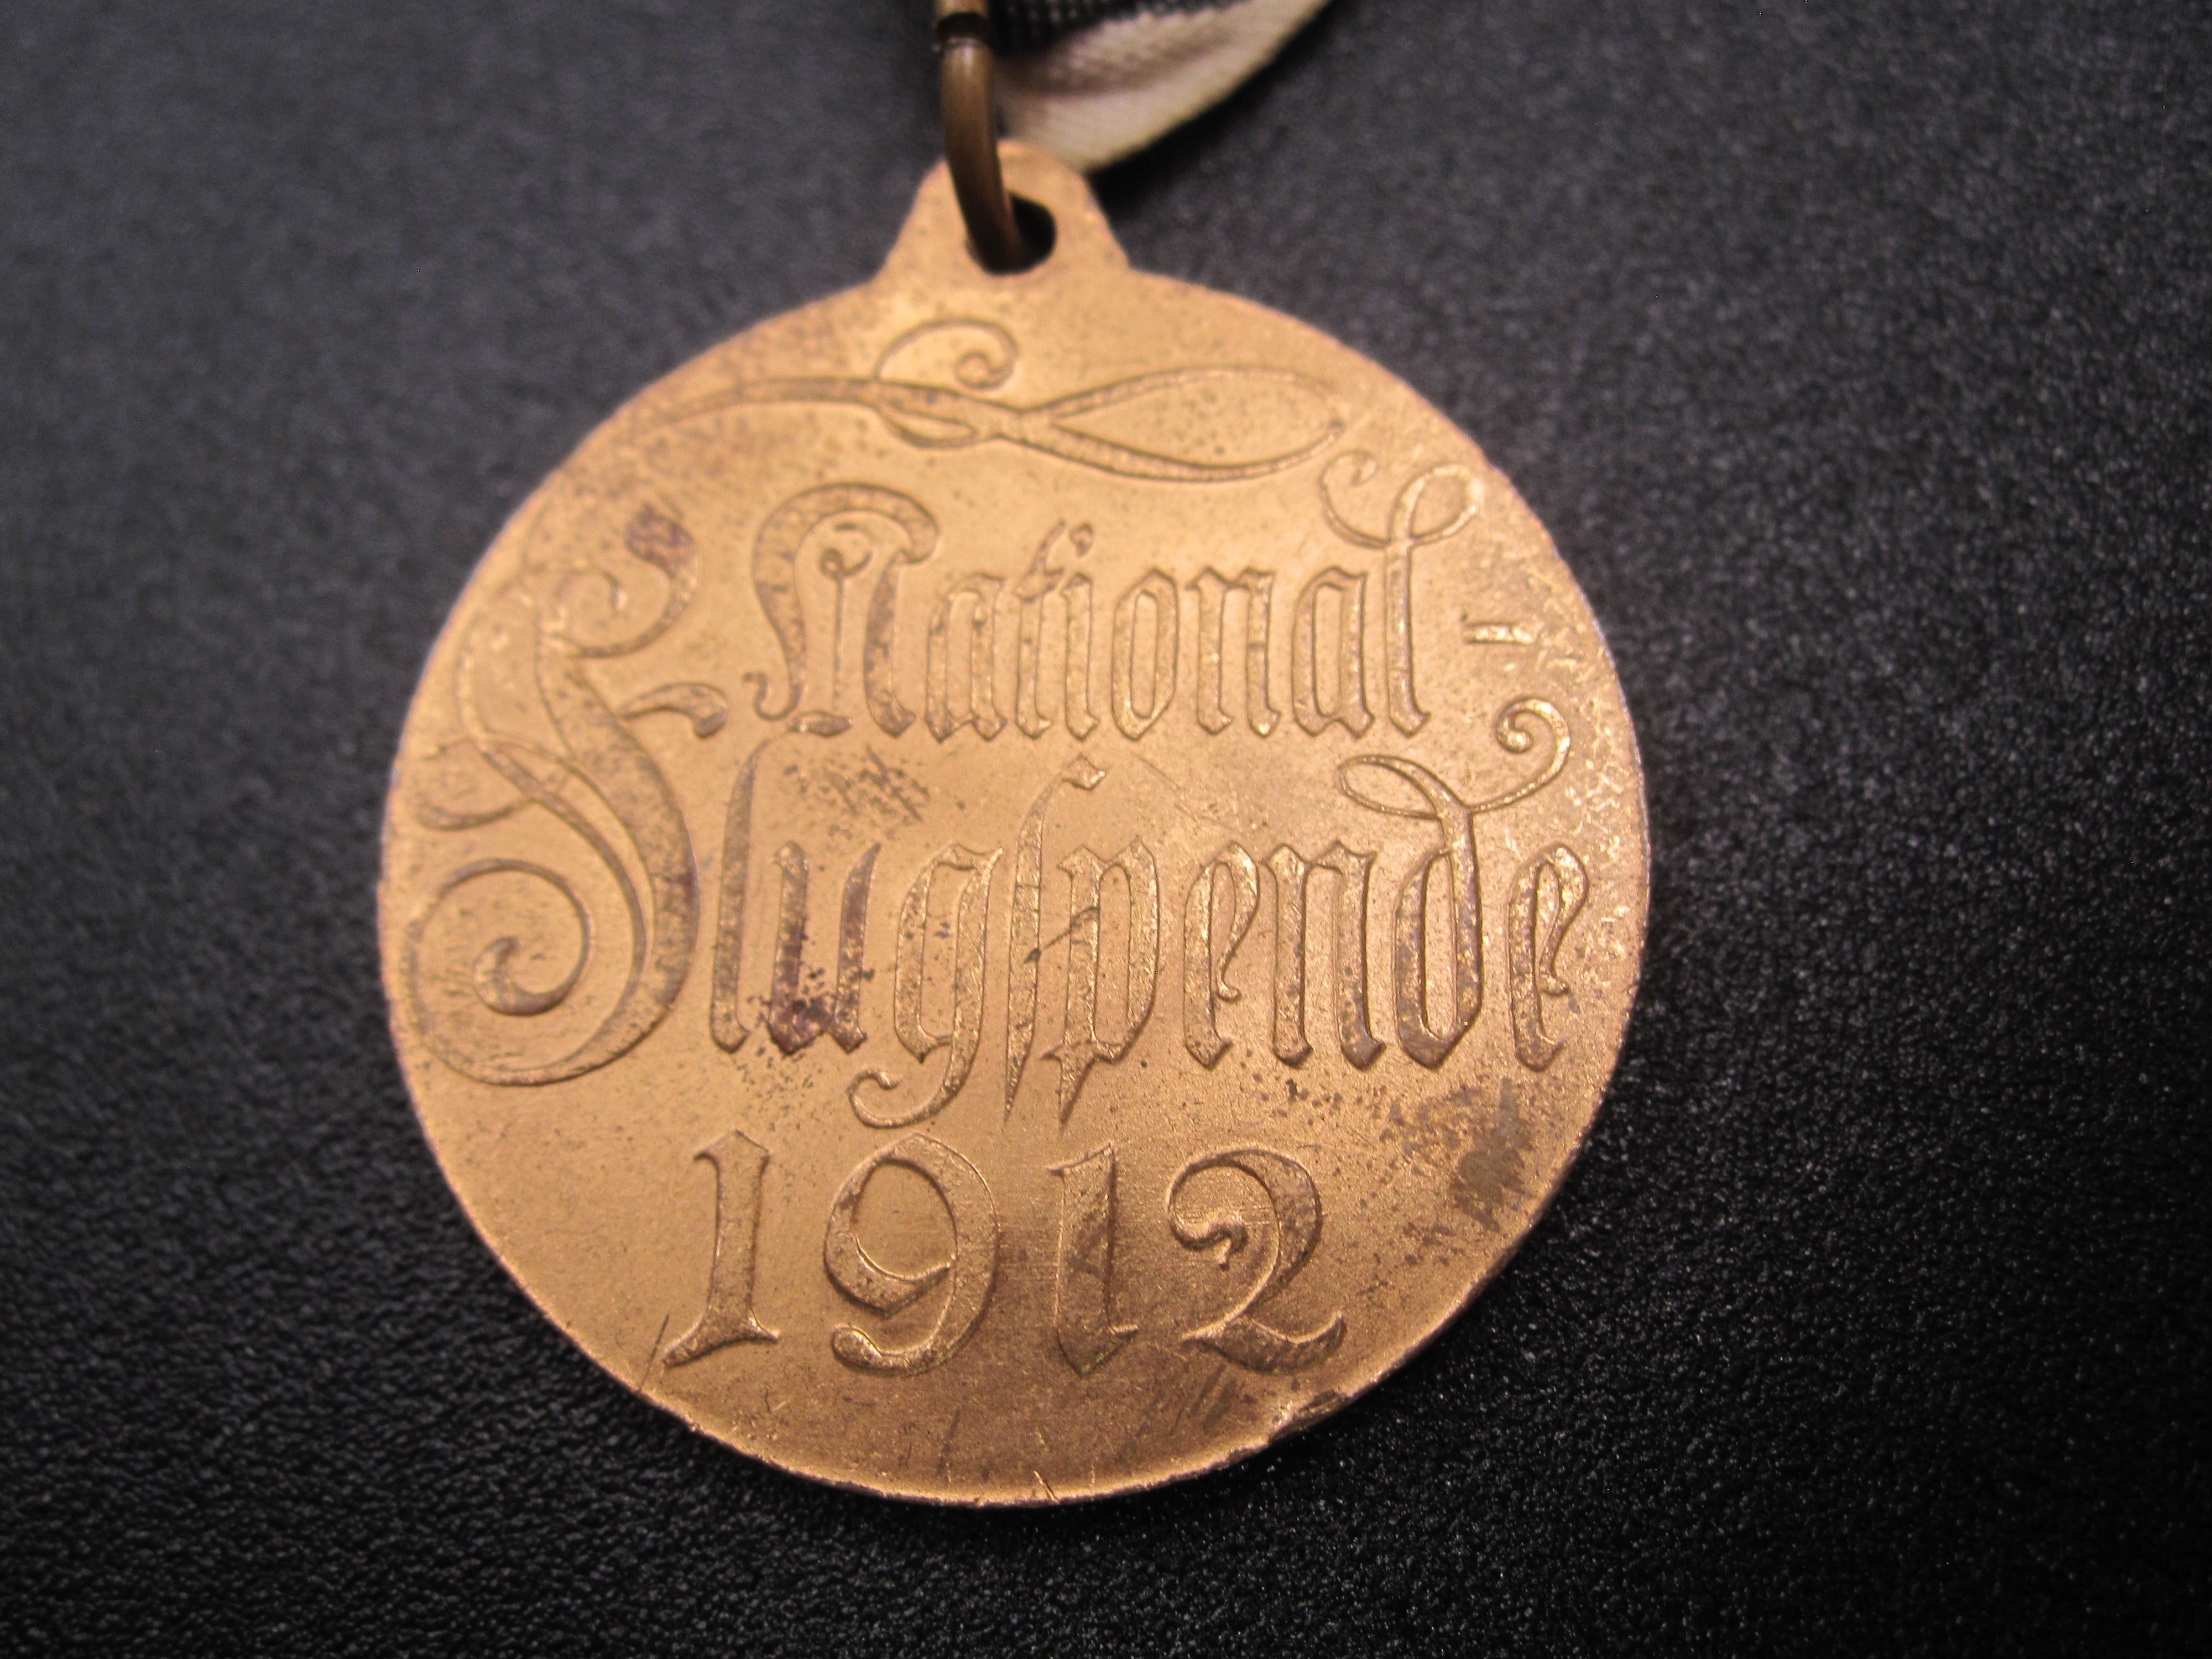 National-
Flugſpende
1912